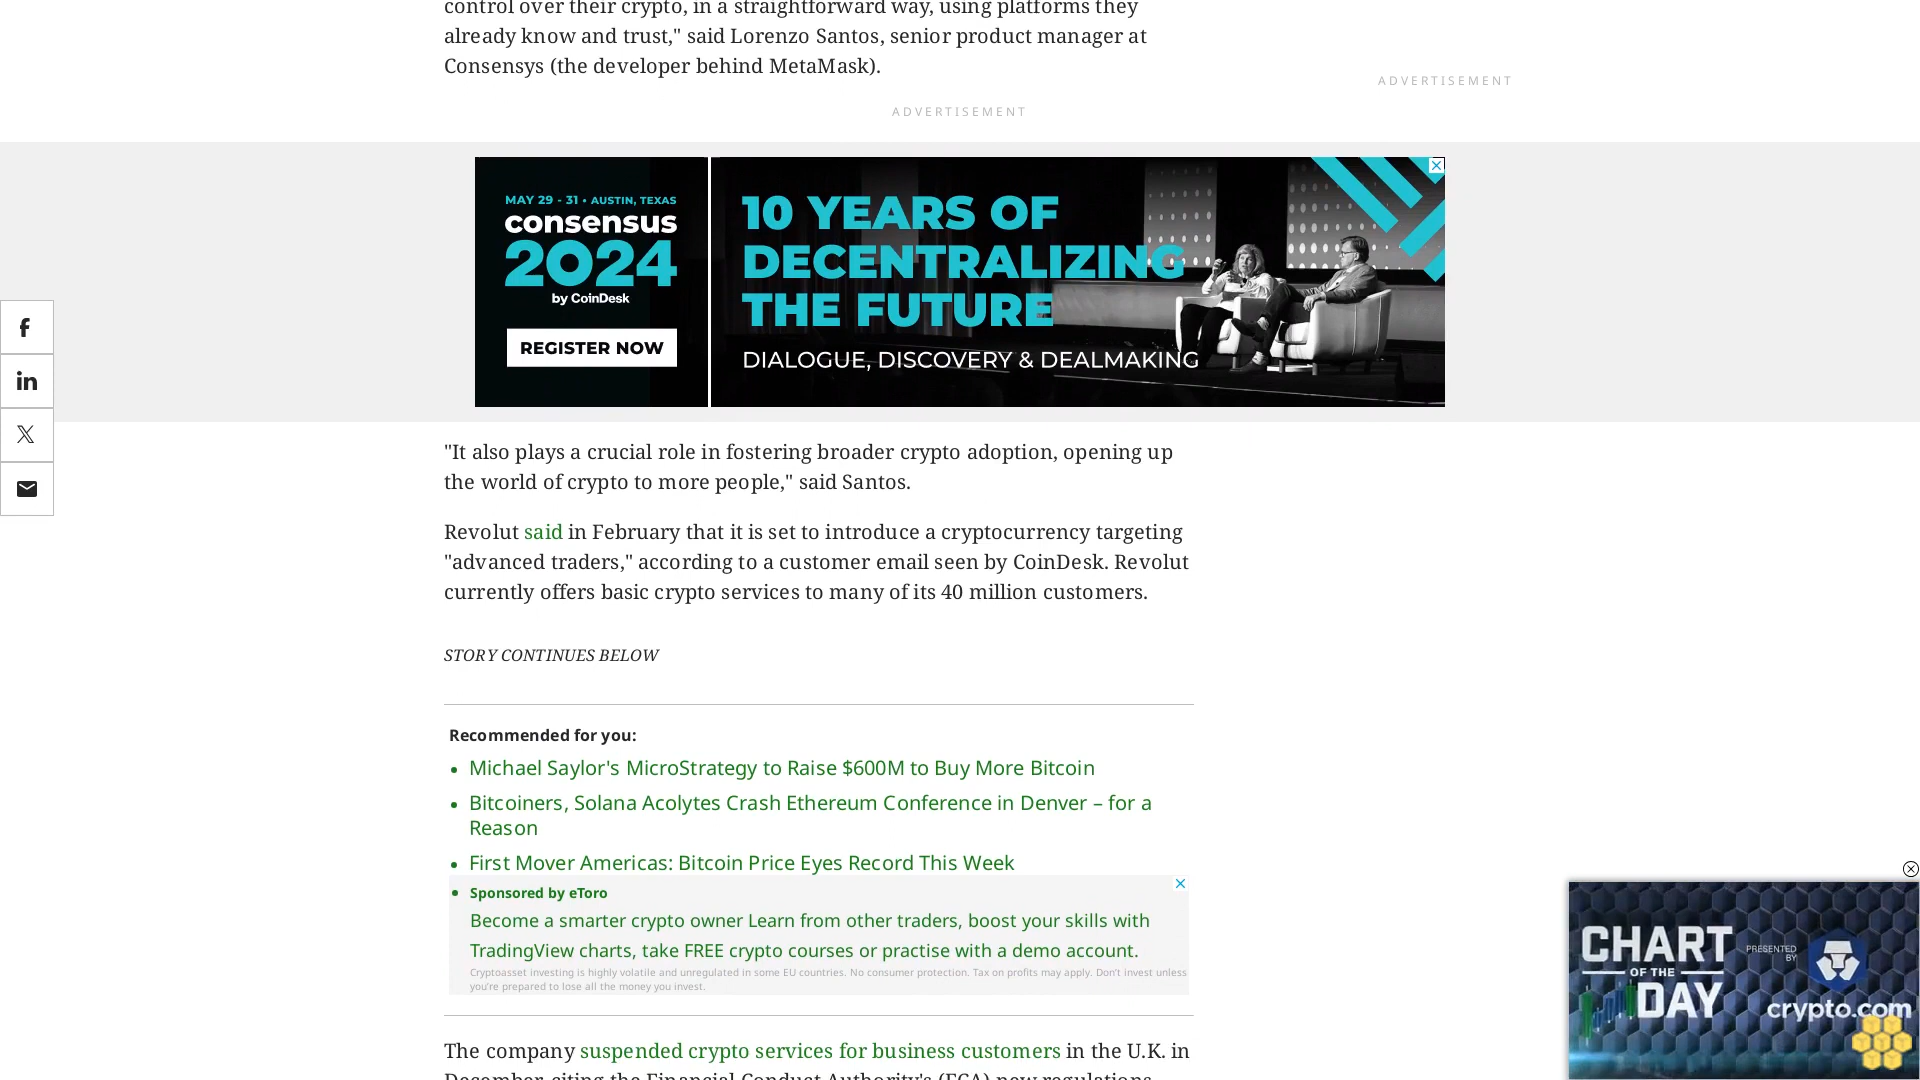 control over their crypto, in a straightforward way, using platforms they
already know and trust," said Lorenzo Santos, senior product manager at
Consensys (the developer behind MetaMask).
ADVERTISEMENT
ADVERTISEMENT
MAY 29 - 31 • AUSTIN, TEXAS
consensus
2024
by CoinDesk
REGISTER NOW
10 YEARS OF
DECENTRALIZING
THE FUTURE
DIALOGUE, DISCOVERY & DEALMAKING
"It also plays a crucial role in fostering broader crypto adoption, opening up
the world of crypto to more people," said Santos.
Revolut said in February that it is set to introduce a cryptocurrency targeting
"advanced traders," according to a customer email seen by CoinDesk. Revolut
currently offers basic crypto services to many of its 40 million customers.
STORY CONTINUES BELOW
Recommended for you:
• Michael Saylor's MicroStrategy to Raise $600M to Buy More Bitcoin
• Bitcoiners, Solana Acolytes Crash Ethereum Conference in Denver – for a
Reason
• First Mover Americas: Bitcoin Price Eyes Record This Week
• Sponsored by eToro
Become a smarter crypto owner Learn from other traders, boost your skills with
TradingView charts, take FREE crypto courses or practise with a demo account.
Cryptoasset investing is highly volatile and unregulated in some EU countries. No consumer protection. Tax on profits may apply. Don't invest unless
you're prepared to lose all the money you invest.
The company suspended crypto services for business customers in the U.K. in
December, citing the Financial Conduct Authority's (FCA) new regulations
CHART
OF THE
DAY
PRESENTED
BY
crypto.com